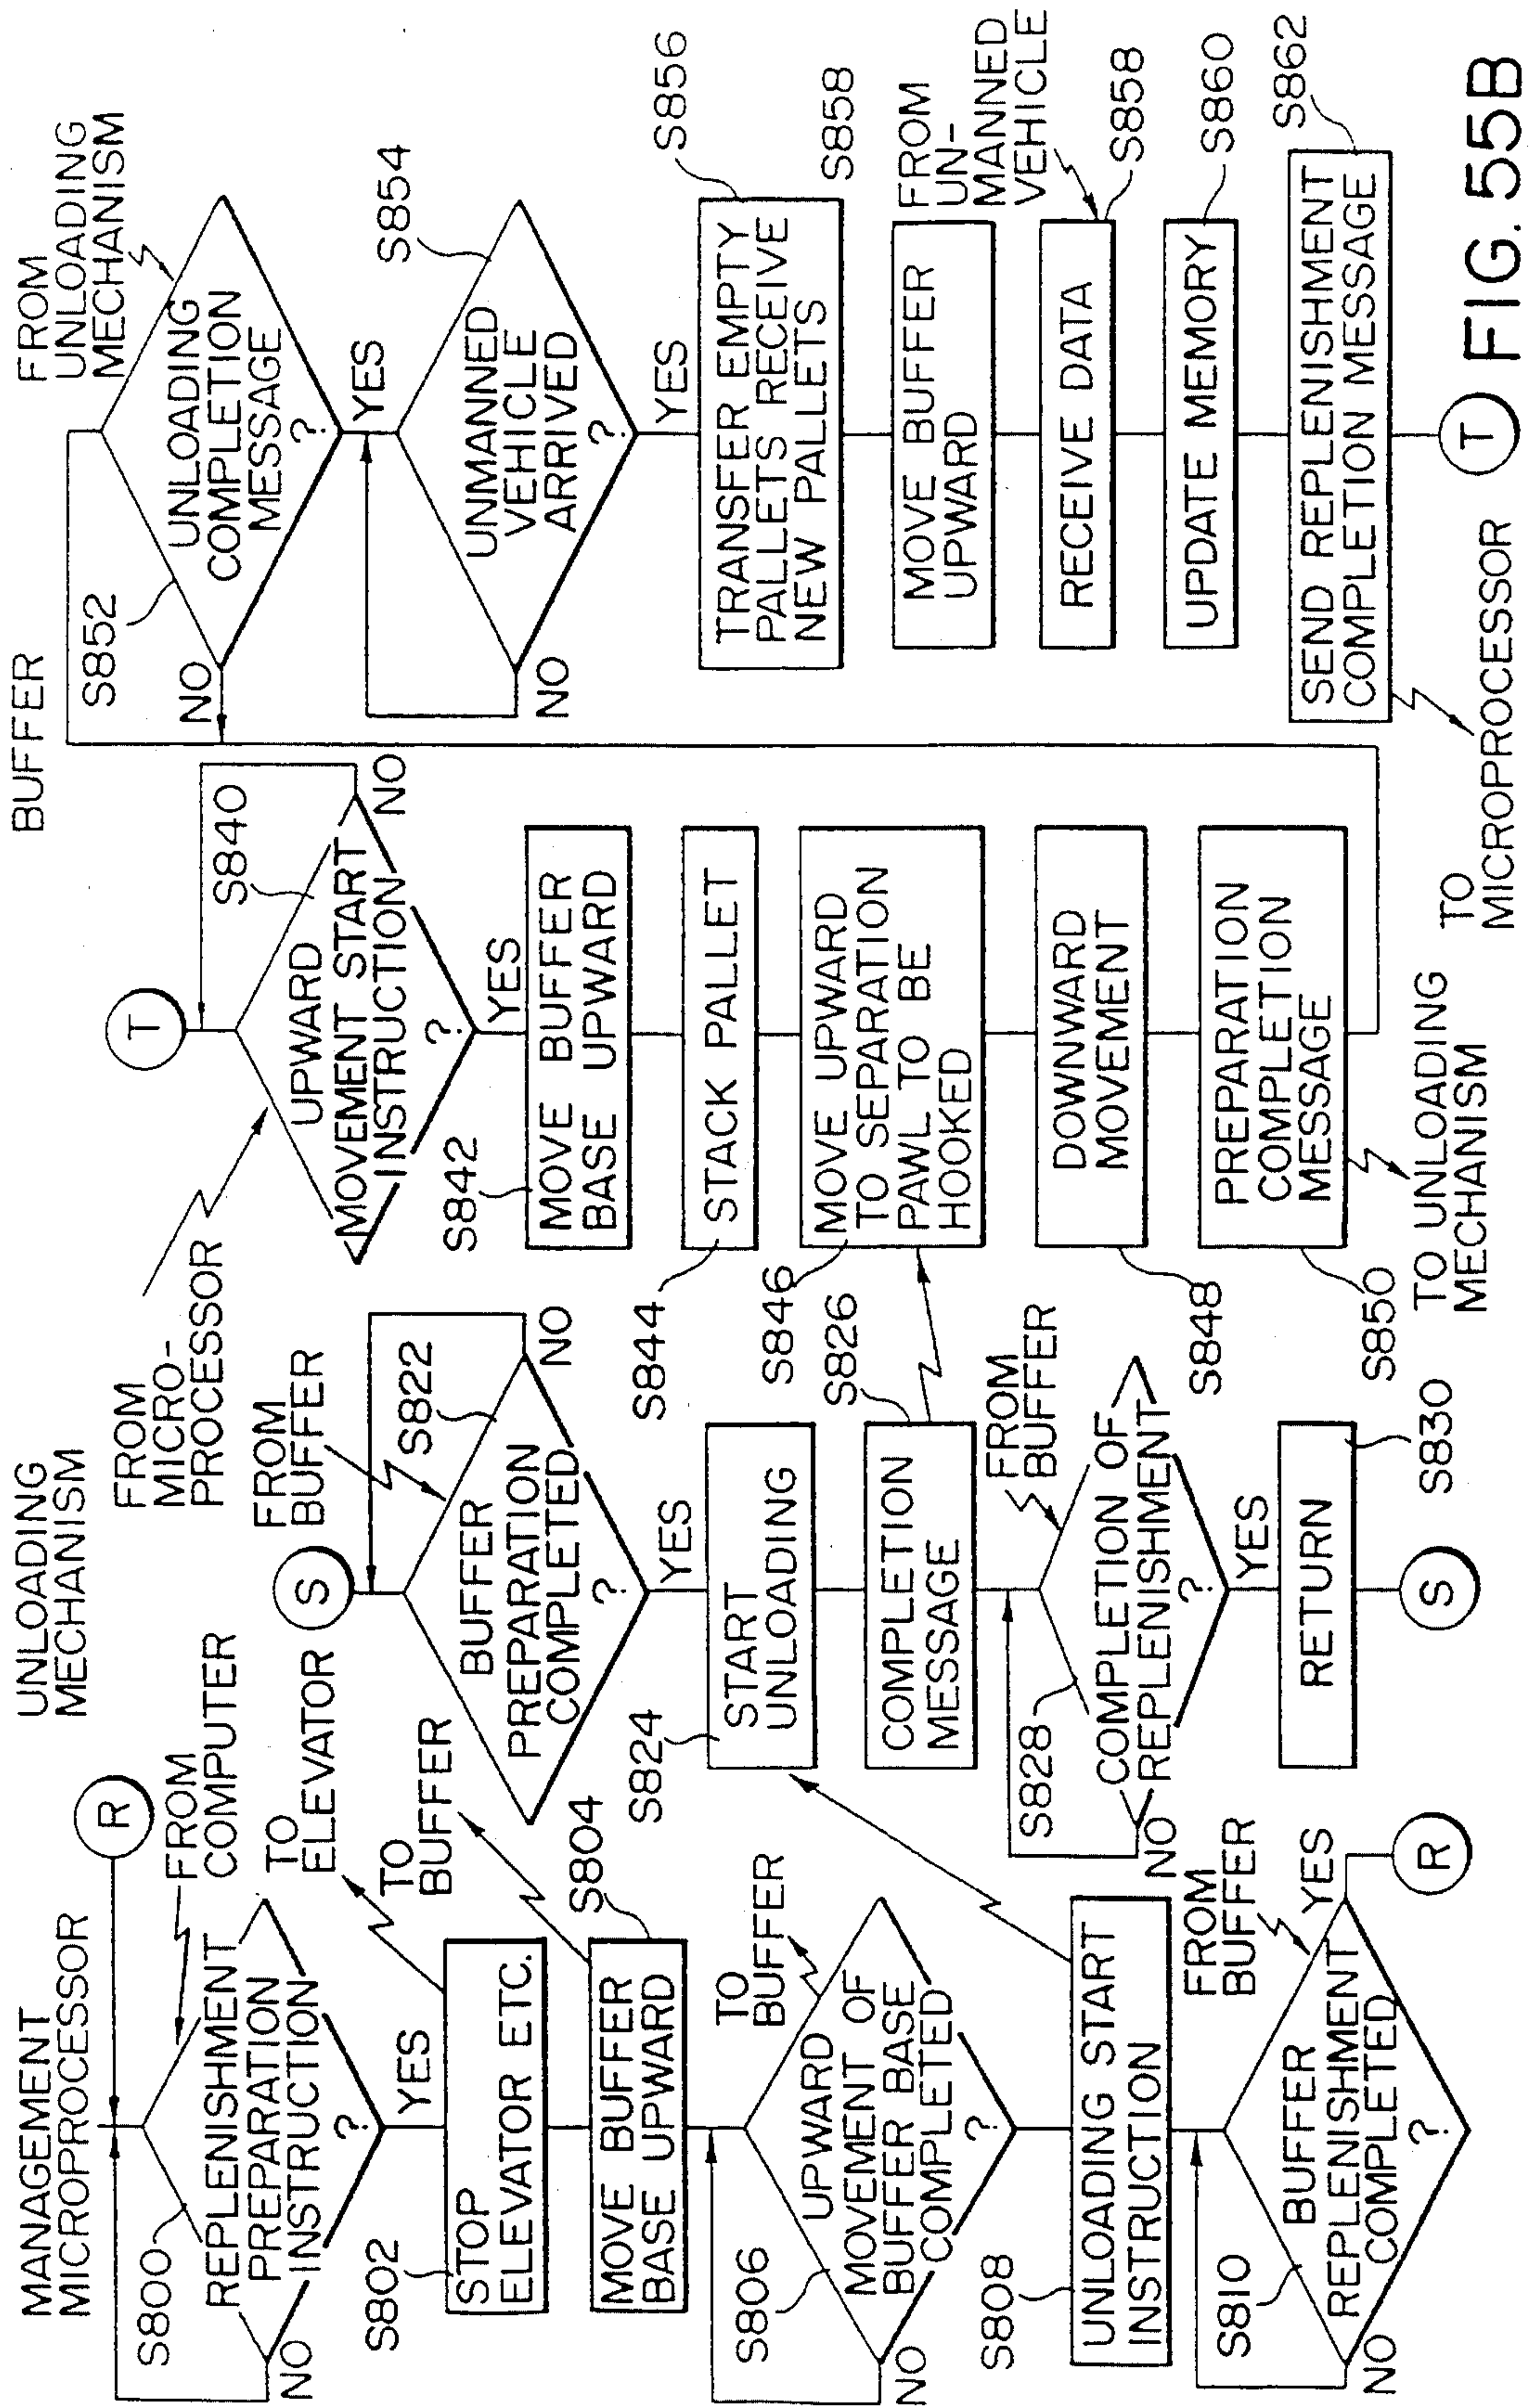 MANAGEMENT
MICROPROCESSOR
R
FROM
COMPUTER
S800
REPLENISHMENT
PREPARATION
INSTRUCTION
?
NO
YES
TO
ELEVATOR
S802
STOP
ELEVATOR ETC.
TO
BUFFER
S804
MOVE BUFFER
BASE UPWARD
TO
BUFFER
S806
UPWARD
MOVEMENT OF
BUFFER BASE
COMPLETED
?
NO
S808
UNLOADING START
INSTRUCTION
FROM
BUFFER
S810
BUFFER
REPLENISHMENT
COMPLETED
?
NO
YES
R
UNLOADING
MECHANISM
S
FROM
BUFFER
S822
BUFFER
PREPARATION
COMPLETED
?
NO
YES
S824
START
UNLOADING
S826
COMPLETION
MESSAGE
FROM
BUFFER
S828
COMPLETION OF
REPLENISHMENT
?
NO
YES
RETURN
S830
S
BUFFER
T
FROM
MICRO-
PROCESSOR
S840
UPWARD
MOVEMENT START
INSTRUCTION
?
NO
YES
S842
MOVE BUFFER
BASE UPWARD
S844
STACK PALLET
S846
MOVE UPWARD
TO SEPARATION
PAWL TO BE
HOOKED
S848
DOWNWARD
MOVEMENT
S850
PREPARATION
COMPLETION
MESSAGE
TO UNLOADING
MECHANISM
FROM
UNLOADING
MECHANISM
S852
UNLOADING
COMPLETION
MESSAGE
?
NO
YES
S854
UNMANNED
VEHICLE
ARRIVED
?
NO
YES
S856
TRANSFER EMPTY
PALLETS RECEIVE
NEW PALLETS
S858
MOVE BUFFER
UPWARD
FROM
UN-
MANNED
VEHICLE
RECEIVE DATA
S858
UPDATE MEMORY
S860
SEND REPLENISHMENT
COMPLETION MESSAGE
S862
TO
MICROPROCESSOR
T
FIG. 55B